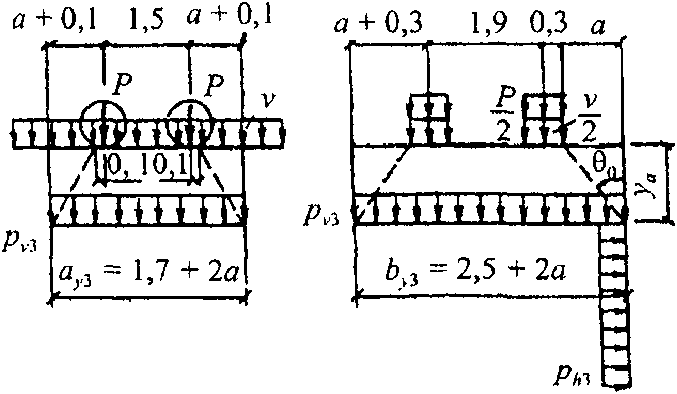 a + 0,1 1,5 a + 0,1
P P v
0,1 0,1
p_v3
a_y3 = 1,7 + 2a
a + 0,3 1,9 0,3 a
P/2 v/2
θ_0 y_a
p_v3
b_y3 = 2,5 + 2a
p_h3